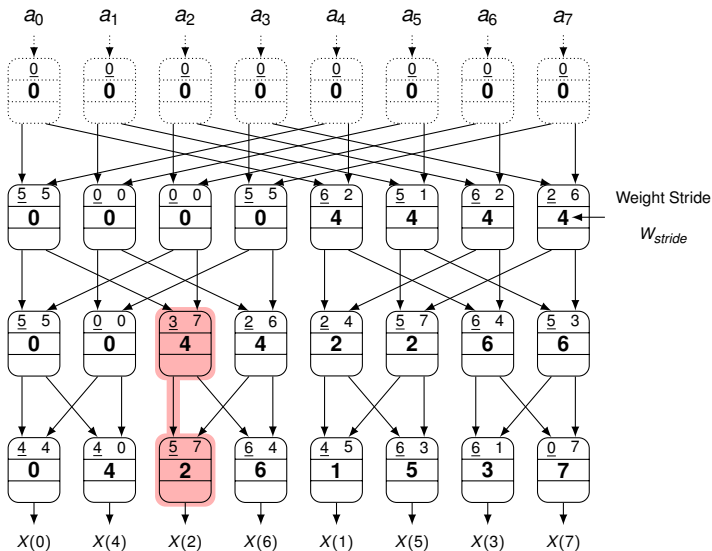 a0 a1 a2 a3 a4 a5 a6 a7
0 0 0 0 0 0 0 0
0 0 0 0 0 0 0 0
5 5 0 0 0 0 5 5 6 2 5 1 6 2 2 6
0 0 0 0 4 4 4 4
Weight Stride
Wstride
5 5 0 0 3 7 2 6 2 4 5 7 6 4 5 3
0 0 4 4 2 2 6 6
4 4 4 0 5 7 6 4 4 5 6 3 6 1 0 7
0 4 2 6 1 5 3 7
X(0) X(4) X(2) X(6) X(1) X(5) X(3) X(7)